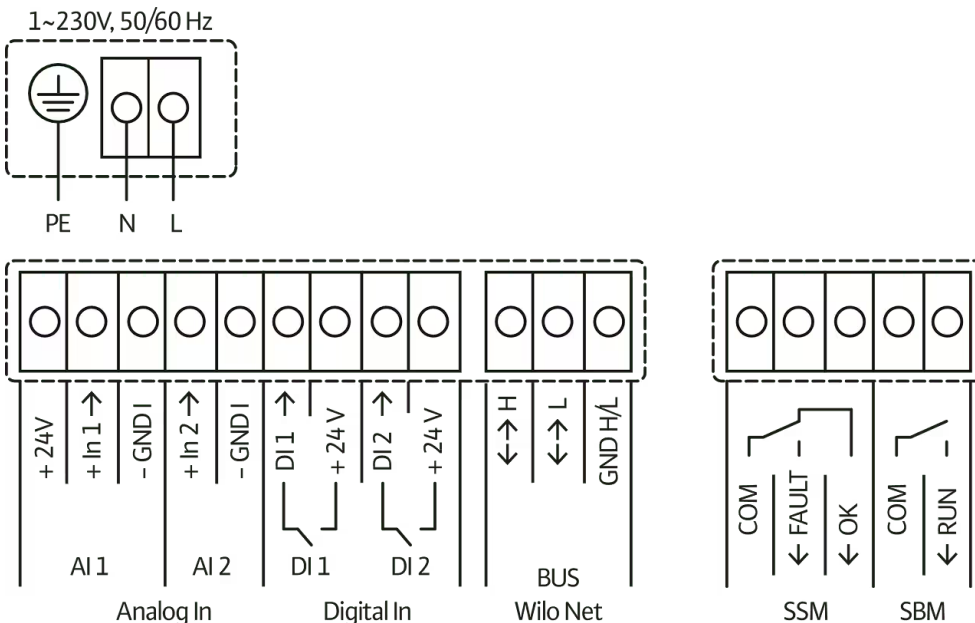 1~230V, 50/60 Hz
PE N L
+ 24V
+ In 1
- GND I
+ In 2
- GND I
DI 1
+ 24 V
DI 2
+ 24 V
H
L
GND H/L
COM
FAULT
OK
COM
RUN
AI 1 AI 2 DI 1 DI 2 BUS
Analog In Digital In Wilo Net SSM SBM